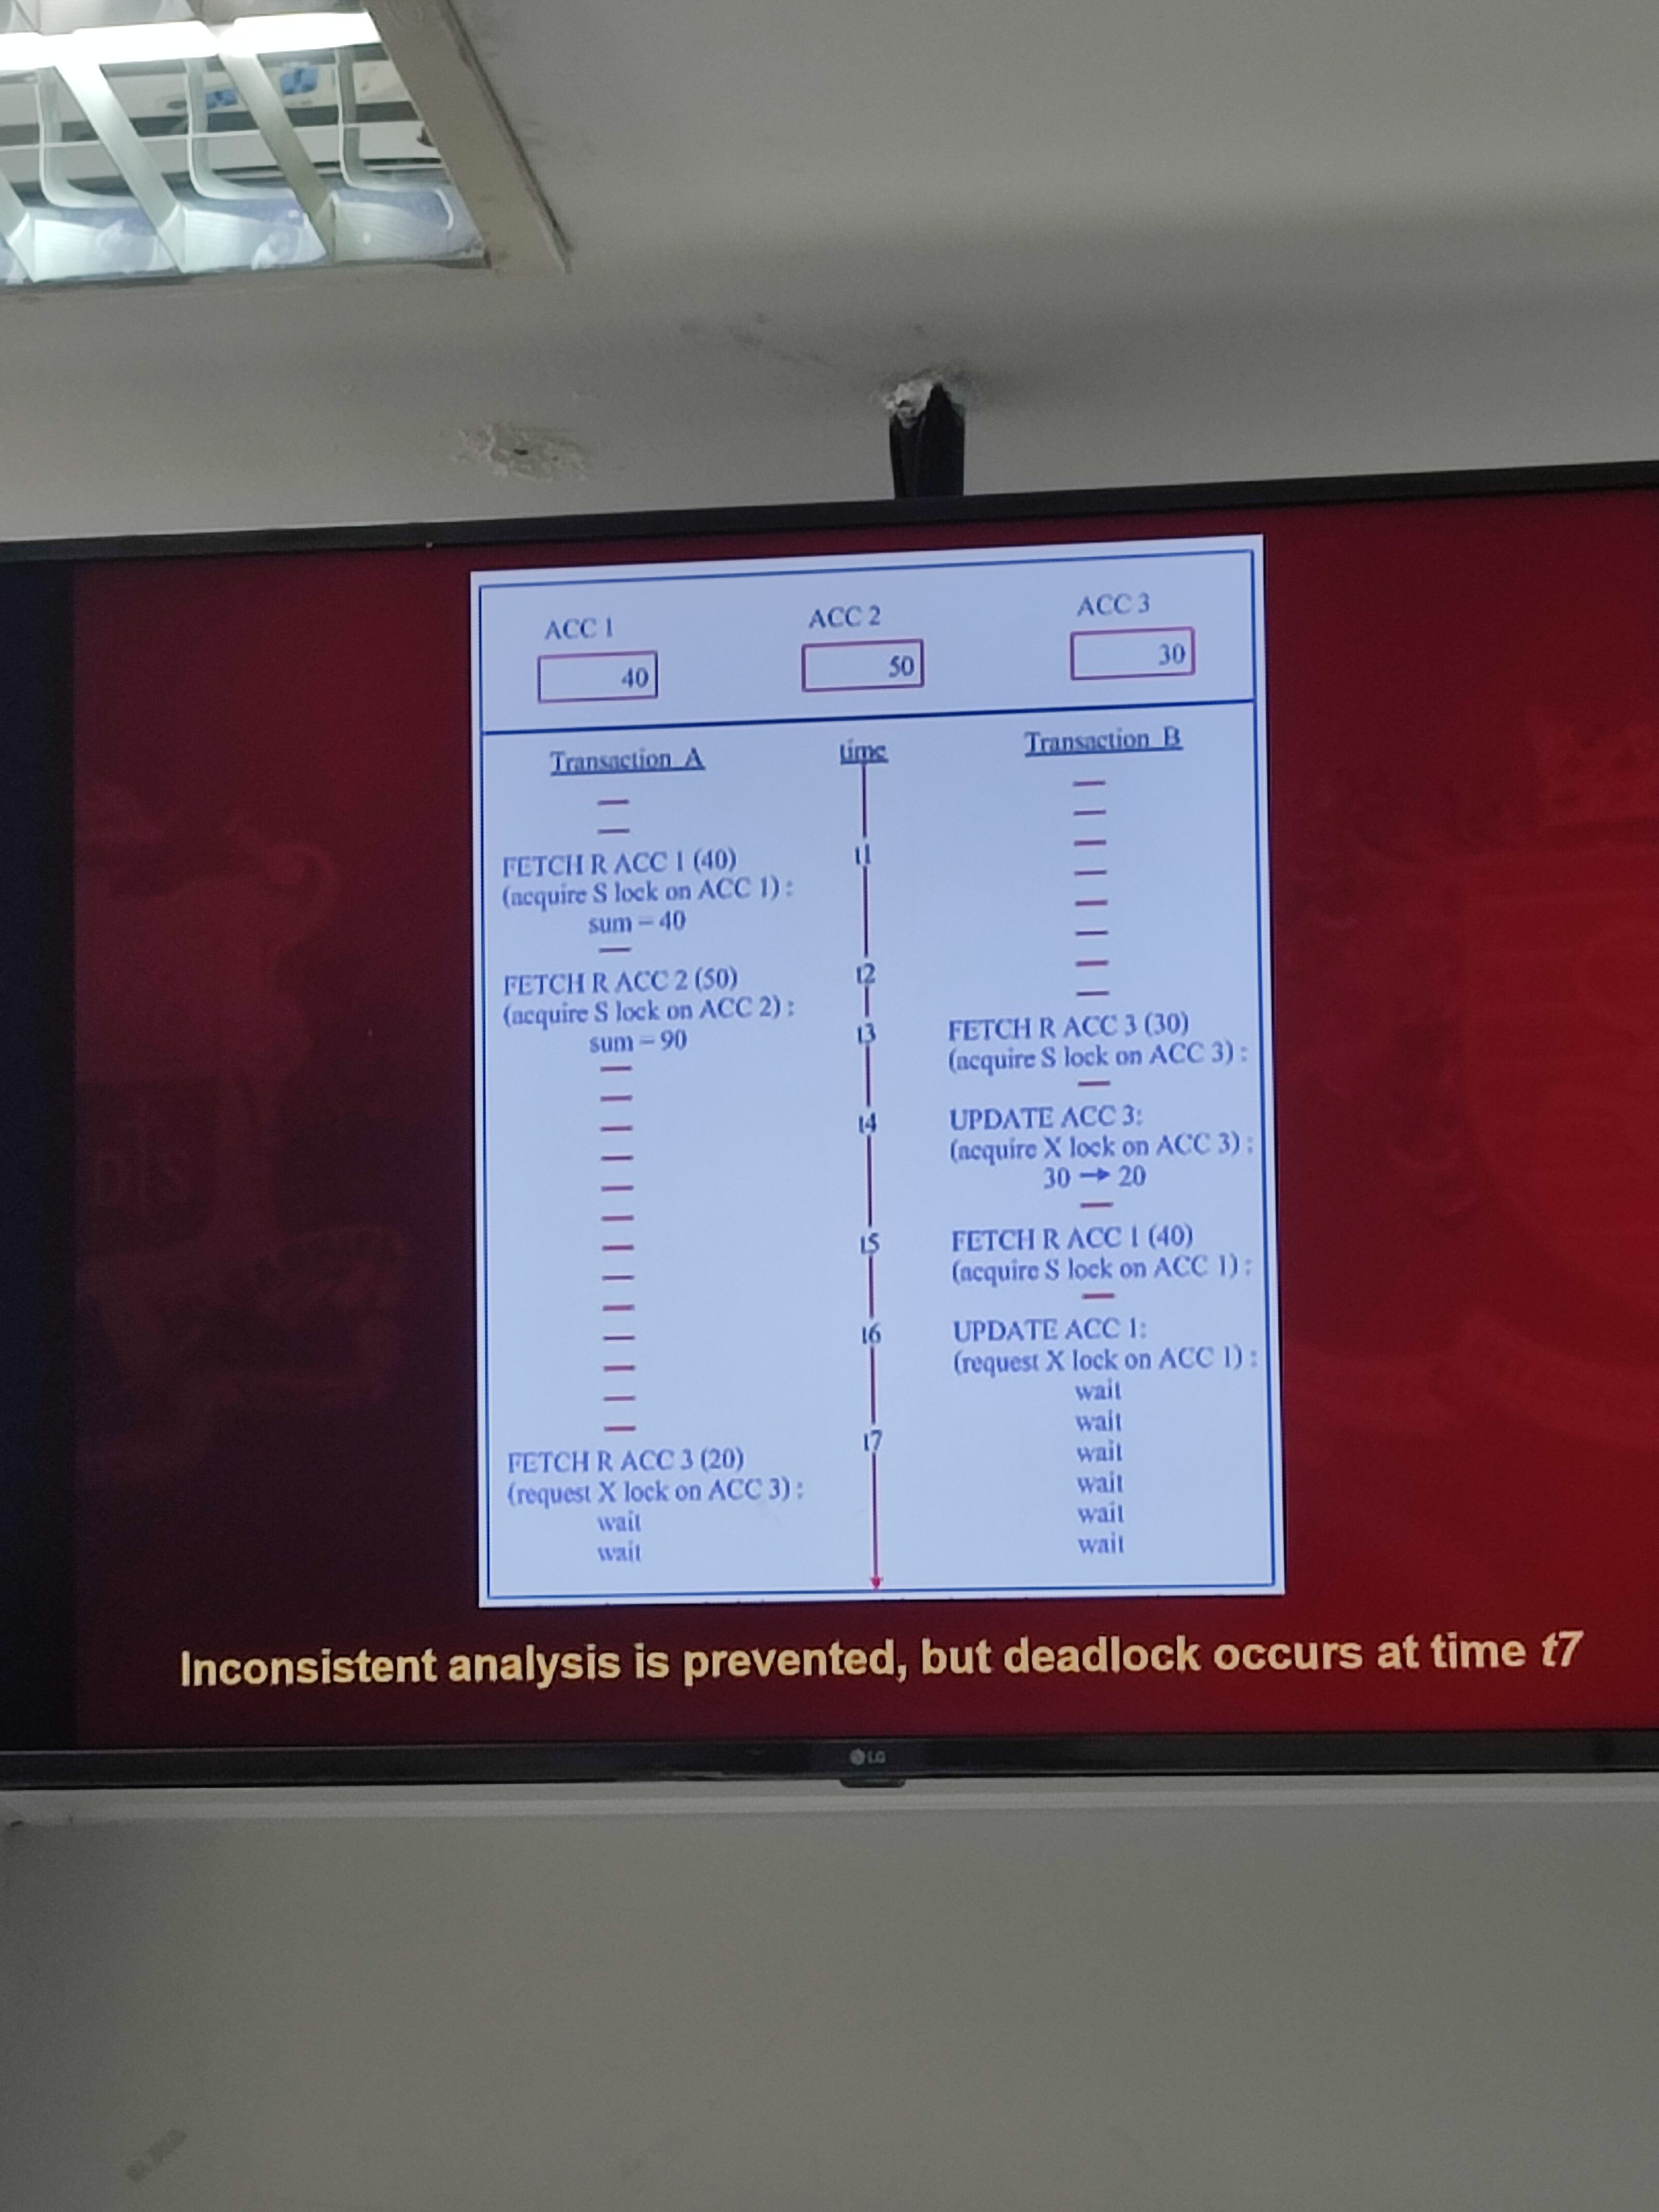 ACC 1 ACC 2 ACC 3
40 50 30
Transaction A time Transaction B
FETCH R ACC 1 (40) t1
(acquire S lock on ACC 1) :
sum = 40
FETCH R ACC 2 (50) t2
(acquire S lock on ACC 2) :
sum = 90
t3 FETCH R ACC 3 (30)
(acquire S lock on ACC 3) :
t4 UPDATE ACC 3:
(acquire X lock on ACC 3) :
30 → 20
t5 FETCH R ACC 1 (40)
(acquire S lock on ACC 1) :
t6 UPDATE ACC 1:
(request X lock on ACC 1) :
wait
wait
t7 wait
FETCH R ACC 3 (20) wait
(request X lock on ACC 3) : wait
wait wait
wait
Inconsistent analysis is prevented, but deadlock occurs at time t7
LG